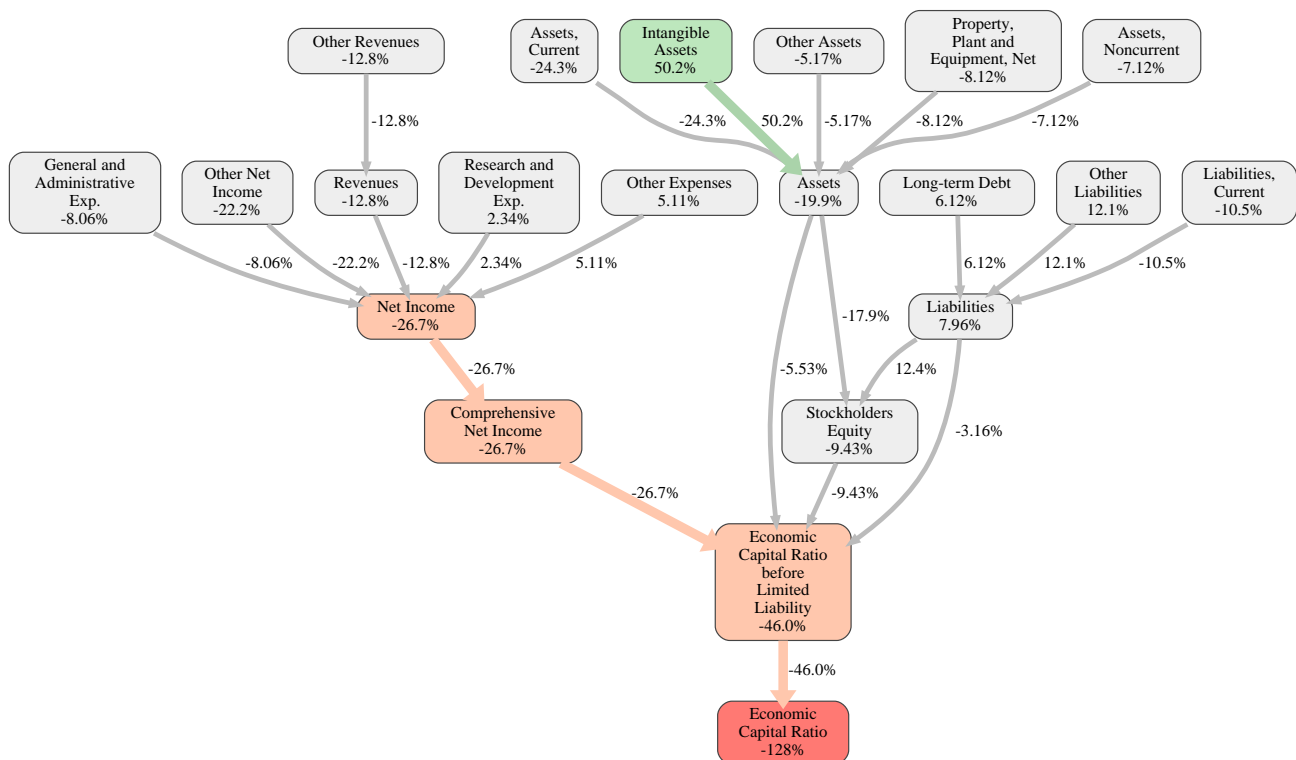 Other Revenues
-12.8%
Assets,
Current
-24.3%
Intangible
Assets
50.2%
Other Assets
-5.17%
Property,
Plant and
Equipment, Net
-8.12%
Assets,
Noncurrent
-7.12%
-12.8%
-24.3%
50.2%
-5.17%
-8.12%
-7.12%
General and
Administrative
Exp.
-8.06%
Other Net
Income
-22.2%
Revenues
-12.8%
Research and
Development
Exp.
2.34%
Other Expenses
5.11%
Assets
-19.9%
Long-term Debt
6.12%
Other
Liabilities
12.1%
Liabilities,
Current
-10.5%
-8.06%
-22.2%
-12.8%
2.34%
5.11%
6.12%
12.1%
-10.5%
Net Income
-26.7%
-17.9%
Liabilities
7.96%
-26.7%
-5.53%
12.4%
Comprehensive
Net Income
-26.7%
Stockholders
Equity
-9.43%
-3.16%
-26.7%
-9.43%
Economic
Capital Ratio
before
Limited
Liability
-46.0%
-46.0%
Economic
Capital Ratio
-128%